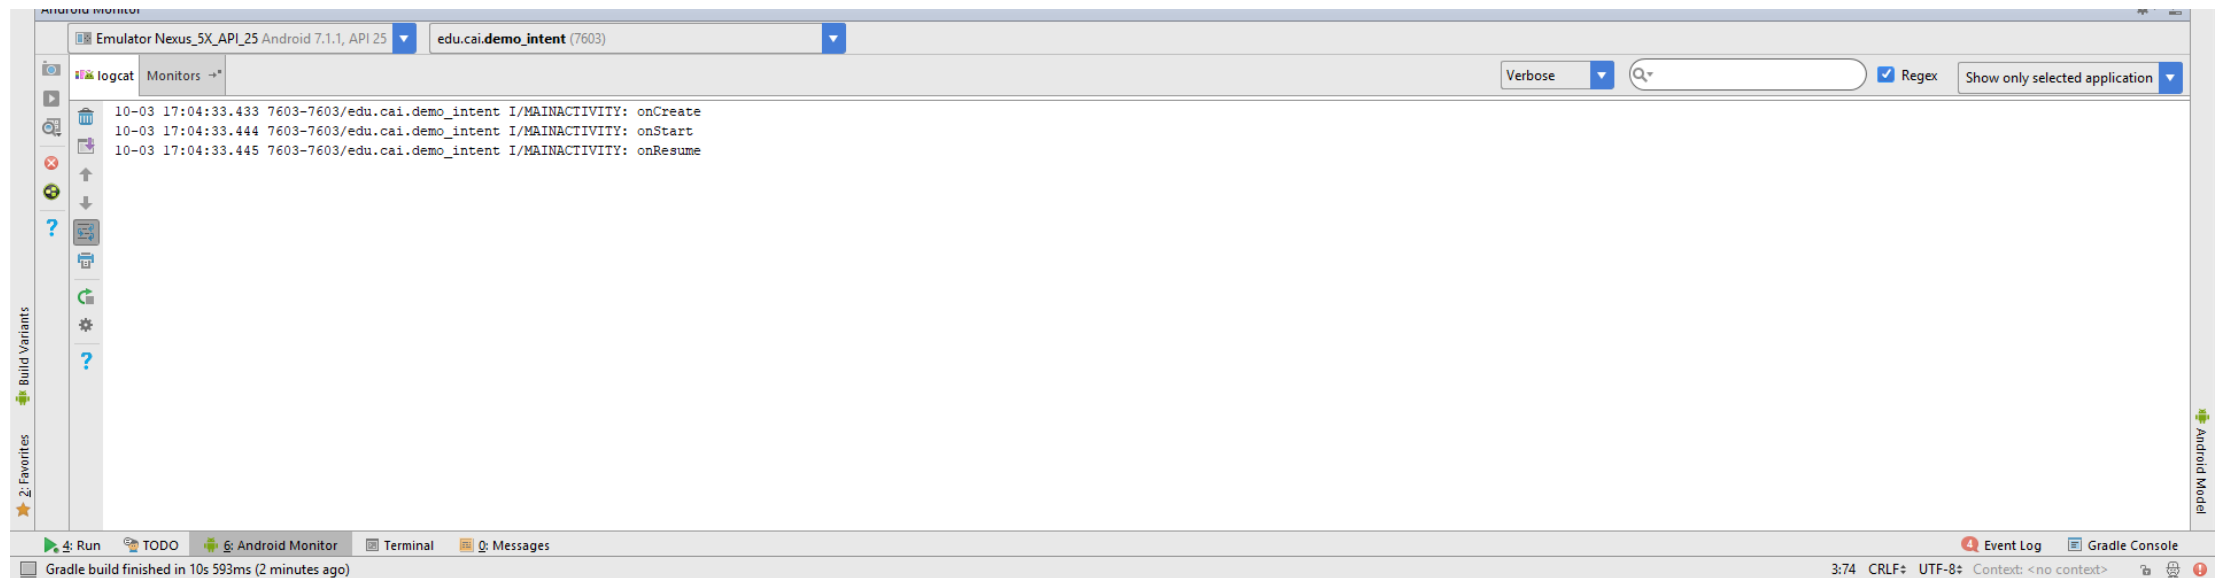 Android Monitor
Emulator Nexus_5X_API_25 Android 7.1.1, API 25
edu.cai.demo_intent (7603)
logcat
Monitors
Verbose
Regex
Show only selected application
10-03 17:04:33.433 7603-7603/edu.cai.demo_intent I/MAINACTIVITY: onCreate
10-03 17:04:33.444 7603-7603/edu.cai.demo_intent I/MAINACTIVITY: onStart
10-03 17:04:33.445 7603-7603/edu.cai.demo_intent I/MAINACTIVITY: onResume
Build Variants
2: Favorites
Android Model
4: Run
TODO
6: Android Monitor
Terminal
0: Messages
4 Event Log
Gradle Console
Gradle build finished in 10s 593ms (2 minutes ago)
3:74 CRLF UTF-8 Context: <no context>